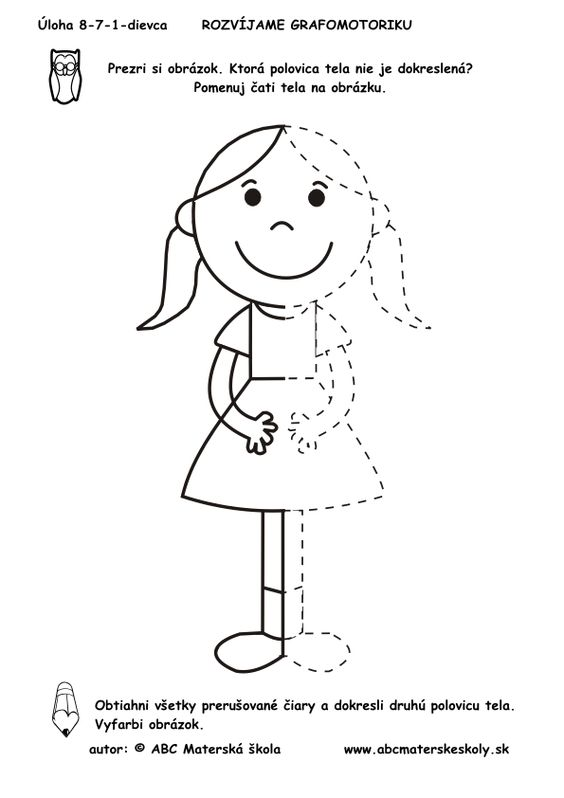 Úloha 8-7-1-dievca ROZVÍJAME GRAFOMOTORIKU
Prezri si obrázok. Ktorá polovica tela nie je dokreslená?
Pomenuj čati tela na obrázku.
Obtiahni všetky prerušované čiary a dokresli druhú polovicu tela.
Vyfarbi obrázok.
autor: © ABC Materská škola www.abcmaterskeskoly.sk